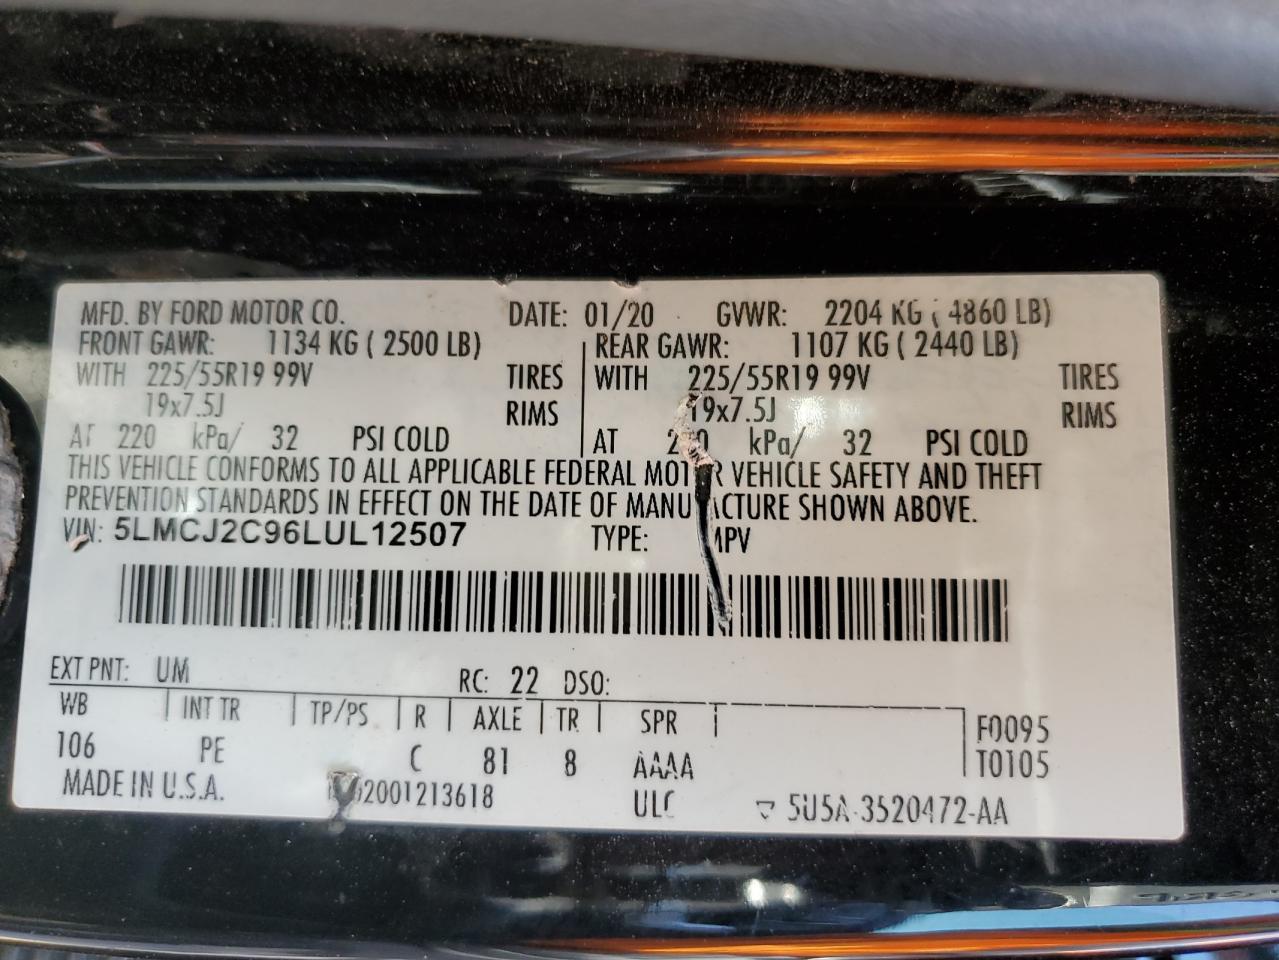 MFD. BY FORD MOTOR CO. DATE: 01/20 GVWR: 2204 KG ( 4860 LB)
FRONT GAWR: 1134 KG ( 2500 LB) REAR GAWR: 1107 KG ( 2440 LB)
WITH 225/55R19 99V TIRES WITH 225/55R19 99V TIRES
19x7.5J RIMS 19x7.5J RIMS
AT 220 kPa/ 32 PSI COLD AT kPa/ 32 PSI COLD
THIS VEHICLE CONFORMS TO ALL APPLICABLE FEDERAL MOTOR VEHICLE SAFETY AND THEFT
PREVENTION STANDARDS IN EFFECT ON THE DATE OF MANUFACTURE SHOWN ABOVE.
VIN: 5LMCJ2C96LUL12507 TYPE: MPV
EXT PNT: UM RC: 22 DSO:
WB INT TR TP/PS R AXLE TR SPR F0095
106 PE C 81 8 AAAA T0105
MADE IN U.S.A. 2001213618 ULC 5U5A-3520472-AA